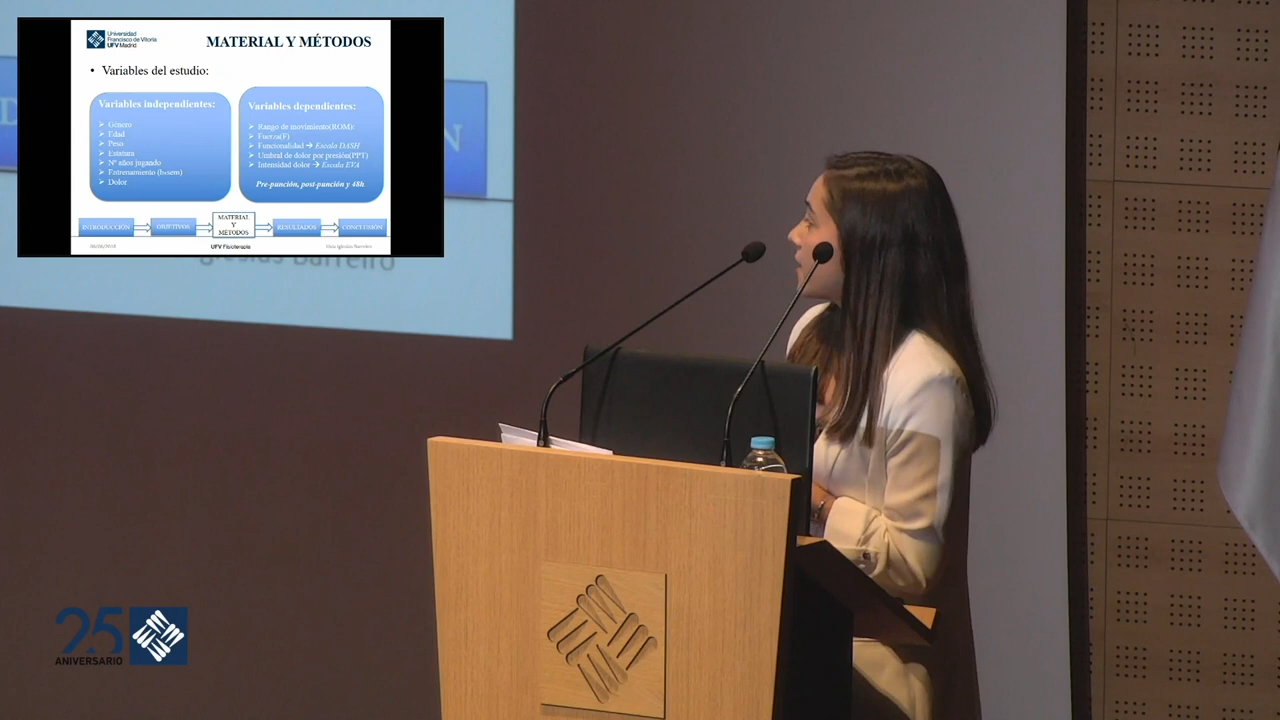 Universidad
Francisco de Vitoria
UFV Madrid
MATERIAL Y MÉTODOS
• Variables del estudio:
Variables independientes:
Género
Edad
Peso
Estatura
Nº años jugando
Entrenamiento (h/sem)
Dolor
Variables dependientes:
Rango de movimiento(ROM):
Fuerza(F)
Funcionalidad → Escala DASH
Umbral de dolor por presión(PPT)
Intensidad dolor → Escala EVA
Pre-punción, post-punción y 48h
INTRODUCCIÓN
OBJETIVOS
MATERIAL
Y
MÉTODOS
RESULTADOS
CONCLUSIÓN
UFV Fisioterapia
Iglesias Barreiro
25
ANIVERSARIO